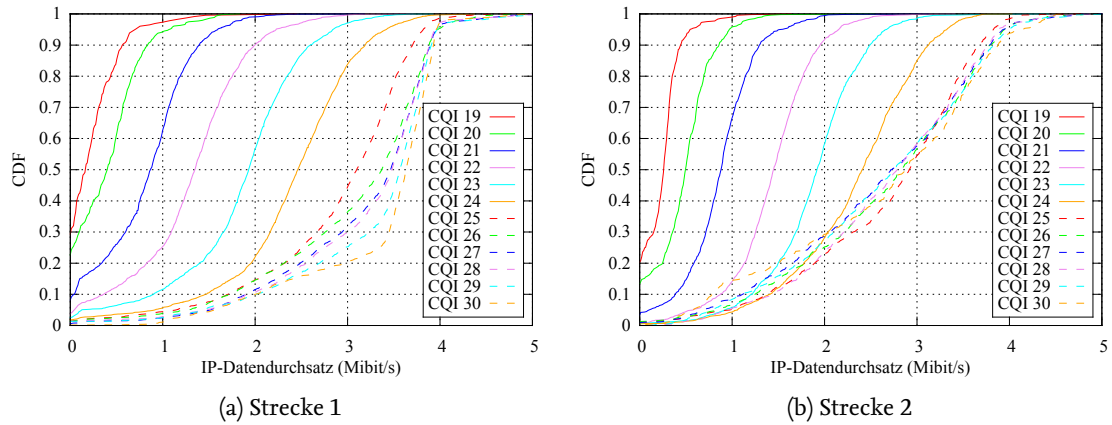 1
0.9
0.8
0.7
0.6
0.5
0.4
0.3
0.2
0.1
0
CDF
0 1 2 3 4 5
IP-Datendurchsatz (Mibit/s)
CQI 19
CQI 20
CQI 21
CQI 22
CQI 23
CQI 24
CQI 25
CQI 26
CQI 27
CQI 28
CQI 29
CQI 30
(a) Strecke 1
1
0.9
0.8
0.7
0.6
0.5
0.4
0.3
0.2
0.1
0
CDF
0 1 2 3 4 5
IP-Datendurchsatz (Mibit/s)
CQI 19
CQI 20
CQI 21
CQI 22
CQI 23
CQI 24
CQI 25
CQI 26
CQI 27
CQI 28
CQI 29
CQI 30
(b) Strecke 2